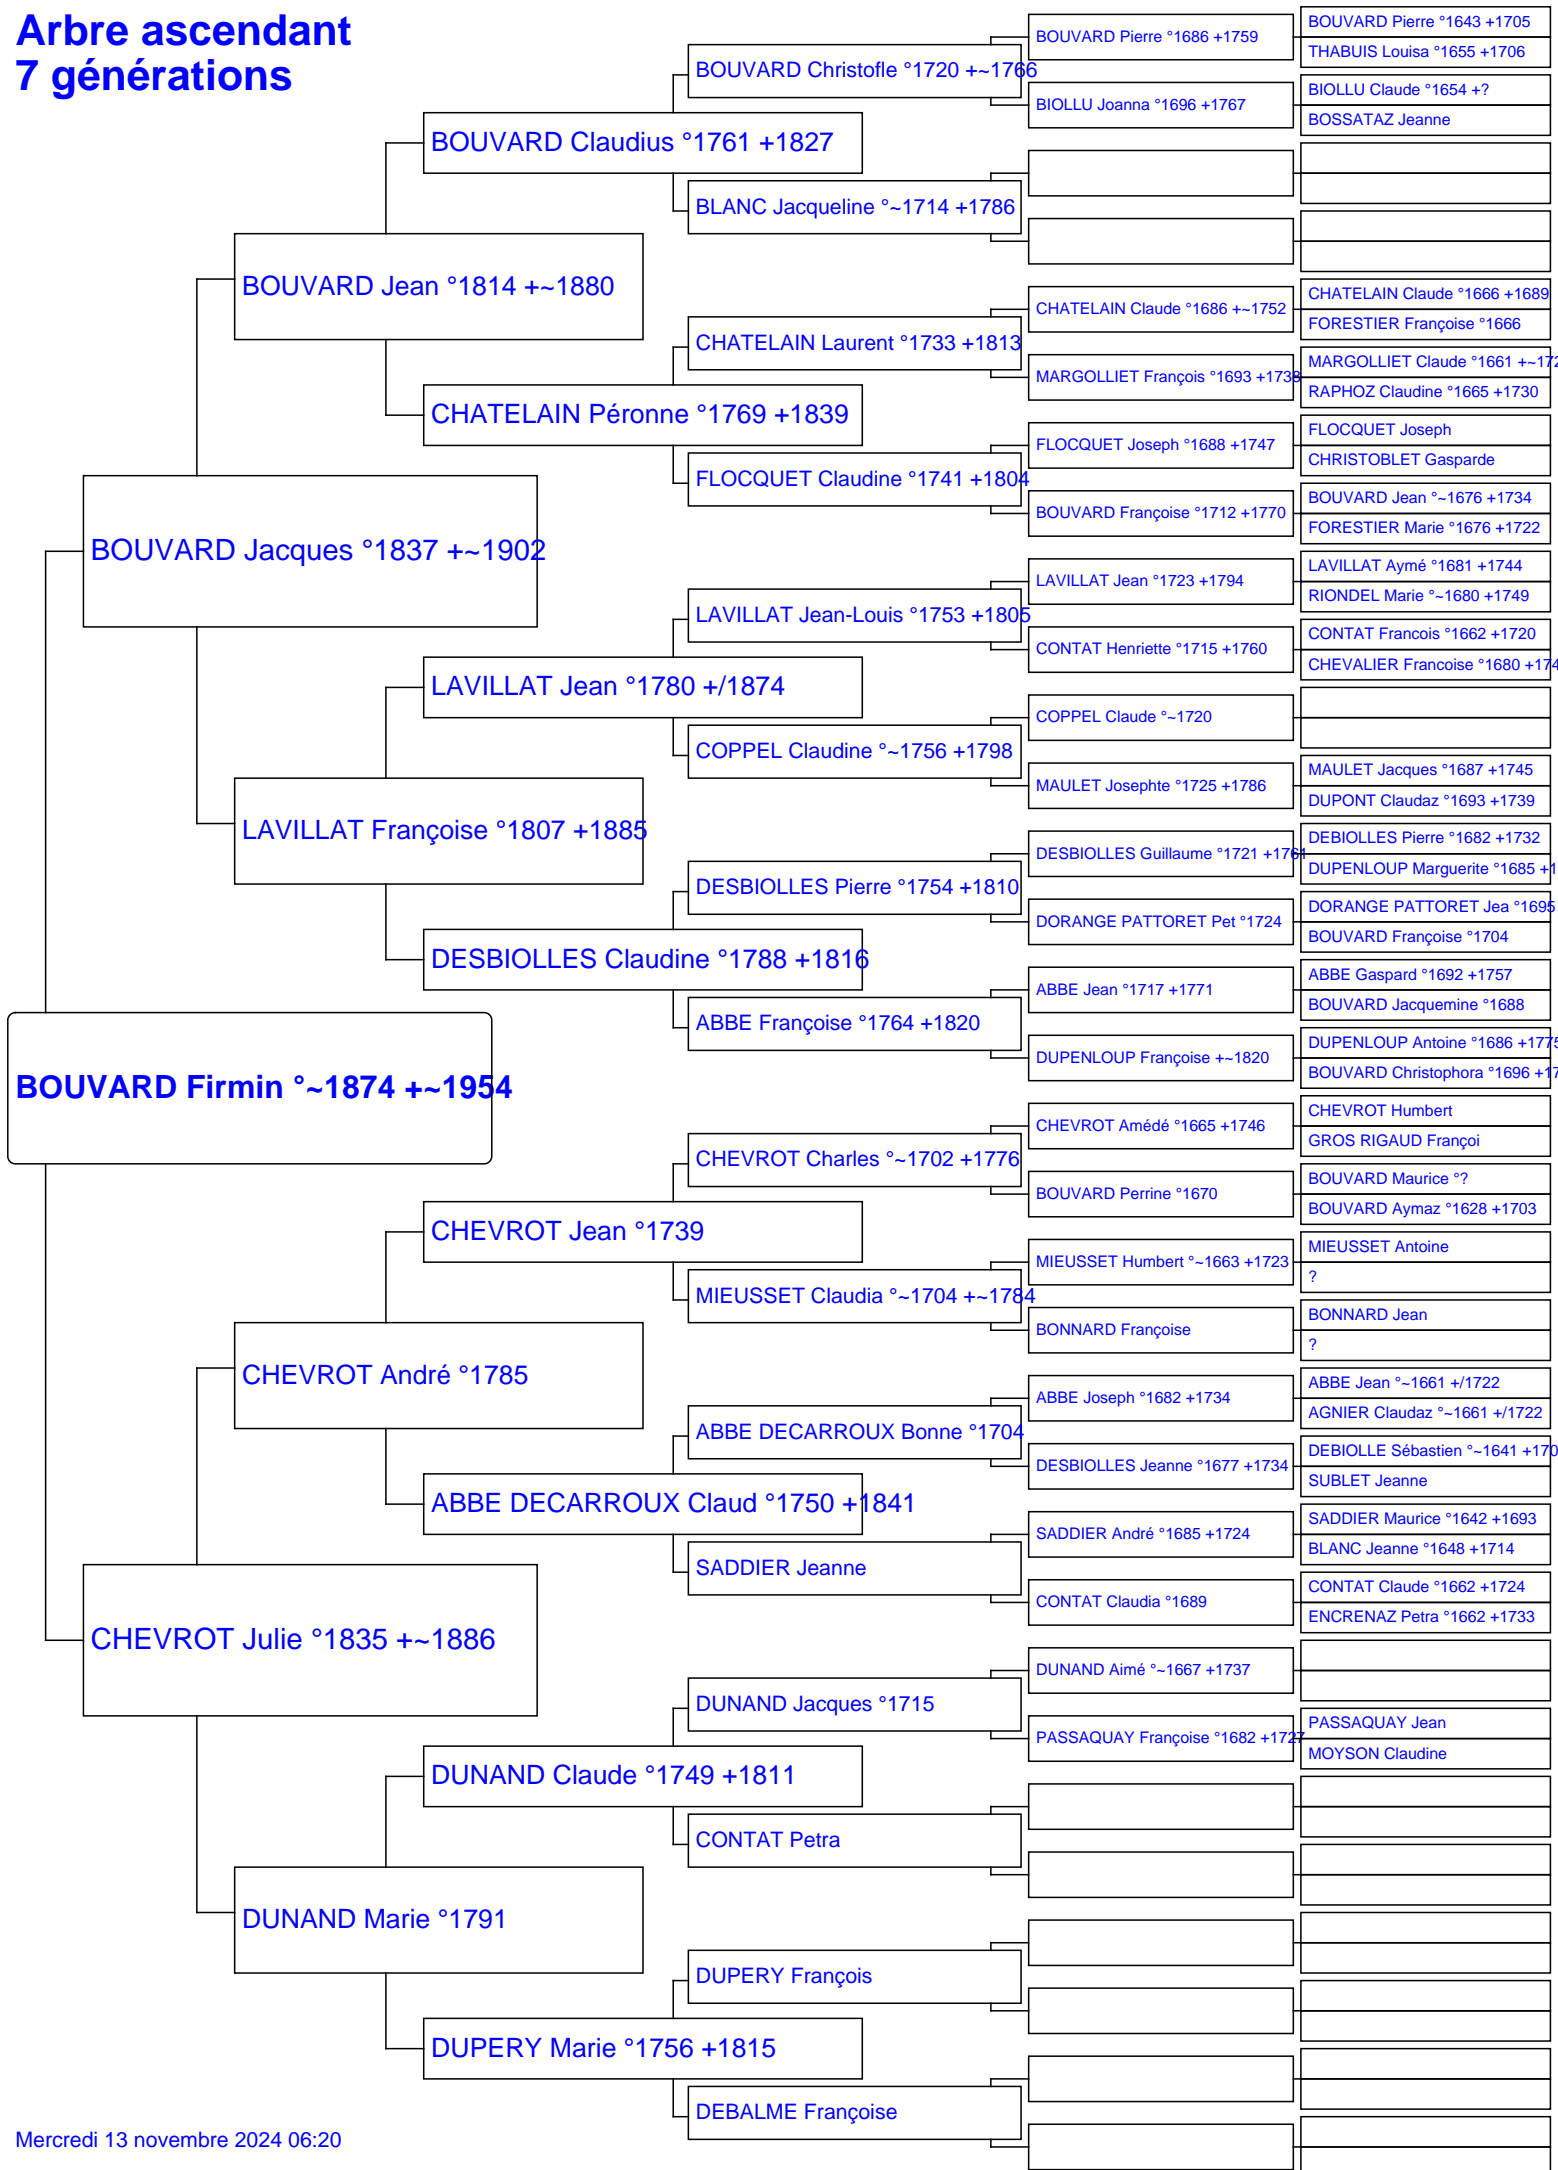 Arbre ascendant
7 générations
BOUVARD Firmin °~1874 +~1954
BOUVARD Jacques °1837 +~1902
CHEVROT Julie °1835 +~1886
BOUVARD Jean °1814 +~1880
LAVILLAT Françoise °1807 +1885
CHEVROT André °1785
DUNAND Marie °1791
BOUVARD Claudius °1761 +1827
CHATELAIN Péronne °1769 +1839
LAVILLAT Jean °1780 +/1874
DESBIOLLES Claudine °1788 +1816
CHEVROT Jean °1739
ABBE DECARROUX Claud °1750 +1841
DUNAND Claude °1749 +1811
DUPERY Marie °1756 +1815
BOUVARD Christofle °1720 +~1766
BLANC Jacqueline °~1714 +1786
CHATELAIN Laurent °1733 +1813
FLOCQUET Claudine °1741 +1804
LAVILLAT Jean-Louis °1753 +1805
COPPEL Claudine °~1756 +1798
DESBIOLLES Pierre °1754 +1810
ABBE Françoise °1764 +1820
CHEVROT Charles °~1702 +1776
MIEUSSET Claudia °~1704 +~1784
ABBE DECARROUX Bonne °1704
SADDIER Jeanne
DUNAND Jacques °1715
CONTAT Petra
DUPERY François
DEBALME Françoise
BOUVARD Pierre °1686 +1759
BIOLLU Joanna °1696 +1767
CHATELAIN Claude °1686 +~1752
MARGOLLIET François °1693 +1738
FLOCQUET Joseph °1688 +1747
BOUVARD Françoise °1712 +1770
LAVILLAT Jean °1723 +1794
CONTAT Henriette °1715 +1760
COPPEL Claude °~1720
MAULET Josephte °1725 +1786
DESBIOLLES Guillaume °1721 +1761
DORANGE PATTORET Pet °1724
ABBE Jean °1717 +1771
DUPENLOUP Françoise +~1820
CHEVROT Amédé °1665 +1746
BOUVARD Perrine °1670
MIEUSSET Humbert °~1663 +1723
BONNARD Françoise
ABBE Joseph °1682 +1734
DESBIOLLES Jeanne °1677 +1734
SADDIER André °1685 +1724
CONTAT Claudia °1689
DUNAND Aimé °~1667 +1737
PASSAQUAY Françoise °1682 +1727
BOUVARD Pierre °1643 +1705
THABUIS Louisa °1655 +1706
BIOLLU Claude °1654 +?
BOSSATAZ Jeanne
CHATELAIN Claude °1666 +1689
FORESTIER Françoise °1666
MARGOLLIET Claude °1661 +~172
RAPHOZ Claudine °1665 +1730
FLOCQUET Joseph
CHRISTOBLET Gasparde
BOUVARD Jean °~1676 +1734
FORESTIER Marie °1676 +1722
LAVILLAT Aymé °1681 +1744
RIONDEL Marie °~1680 +1749
CONTAT Francois °1662 +1720
CHEVALIER Francoise °1680 +174
MAULET Jacques °1687 +1745
DUPONT Claudaz °1693 +1739
DEBIOLLES Pierre °1682 +1732
DUPENLOUP Marguerite °1685 +1
DORANGE PATTORET Jea °1695
BOUVARD Françoise °1704
ABBE Gaspard °1692 +1757
BOUVARD Jacquemine °1688
DUPENLOUP Antoine °1686 +1775
BOUVARD Christophora °1696 +17
CHEVROT Humbert
GROS RIGAUD Françoi
BOUVARD Maurice °?
BOUVARD Aymaz °1628 +1703
MIEUSSET Antoine
?
BONNARD Jean
?
ABBE Jean °~1661 +/1722
AGNIER Claudaz °~1661 +/1722
DEBIOLLE Sébastien °~1641 +170
SUBLET Jeanne
SADDIER Maurice °1642 +1693
BLANC Jeanne °1648 +1714
CONTAT Claude °1662 +1724
ENCRENAZ Petra °1662 +1733
PASSAQUAY Jean
MOYSON Claudine
Mercredi 13 novembre 2024 06:20